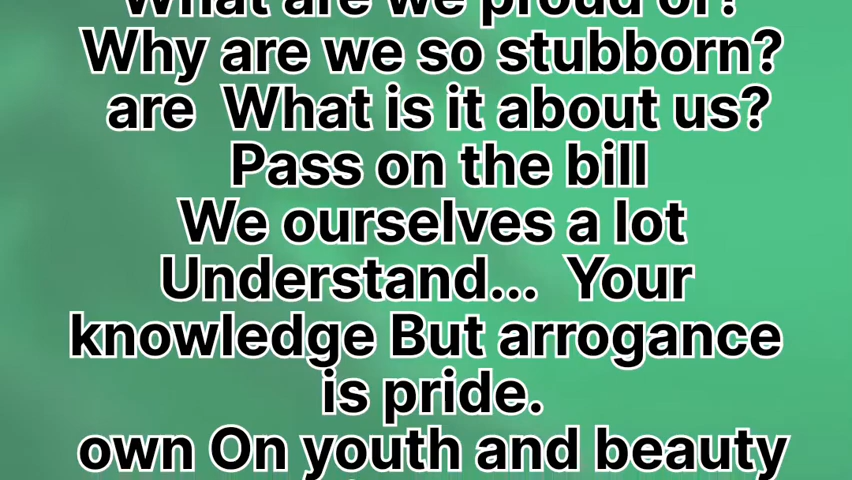 What are we proud of?
Why are we so stubborn?
are What is it about us?
Pass on the bill
We ourselves a lot
Understand... Your
knowledge But arrogance
is pride.
own On youth and beauty